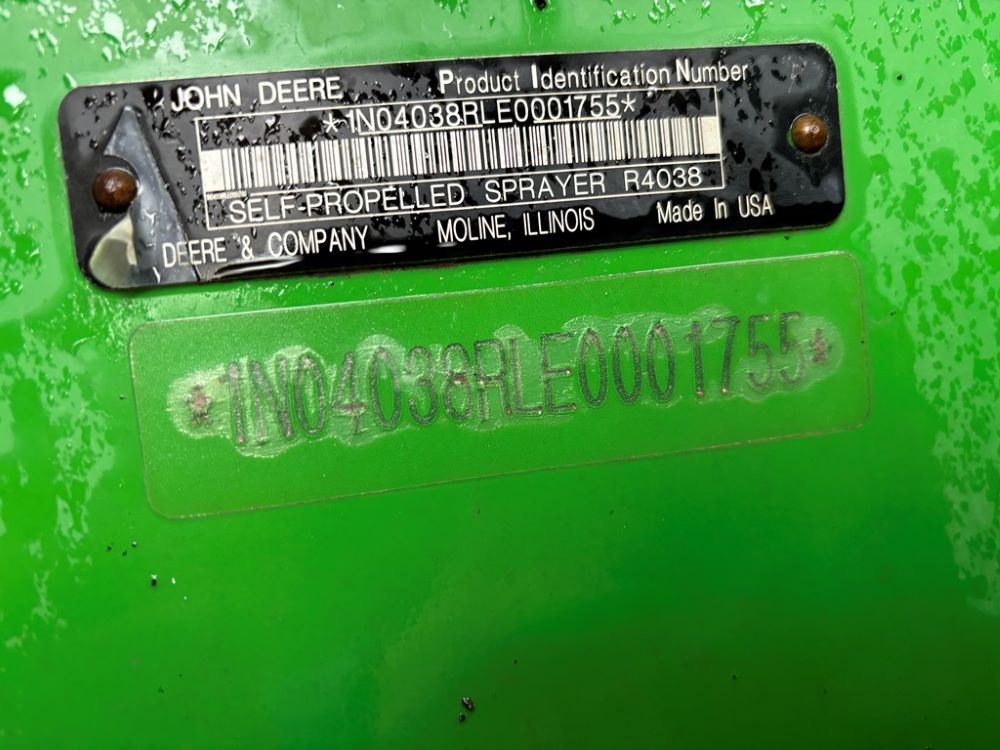 JOHN DEERE Product Identification Number
*1N04038RLE0001755*
SELF-PROPELLED SPRAYER R4038
DEERE & COMPANY MOLINE, ILLINOIS Made In USA
*1N04038RLE0001755*